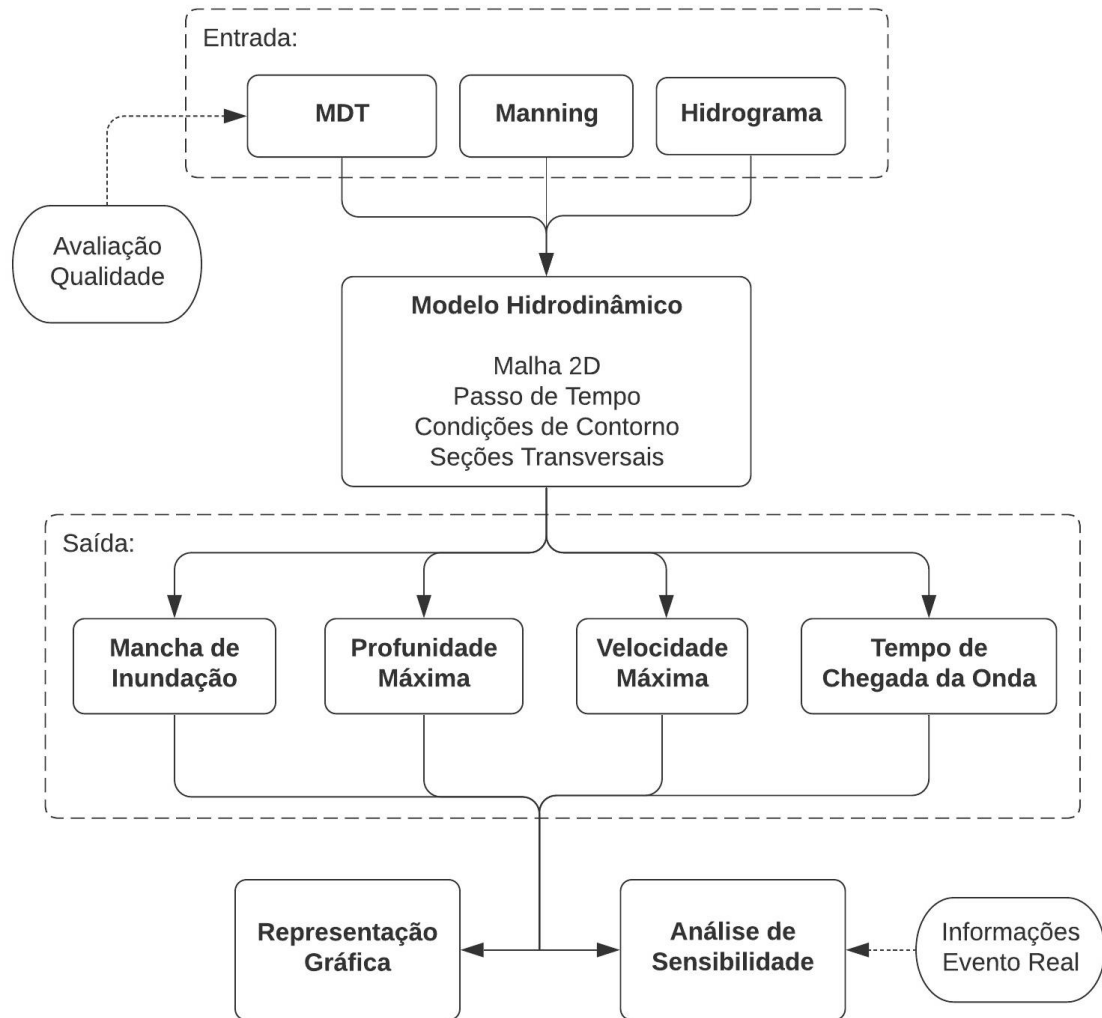 Entrada:
MDT
Manning
Hidrograma
Avaliação
Qualidade
Modelo Hidrodinâmico
Malha 2D
Passo de Tempo
Condições de Contorno
Seções Transversais
Saída:
Mancha de
Inundação
Profunidade
Máxima
Velocidade
Máxima
Tempo de
Chegada da Onda
Representação
Gráfica
Análise de
Sensibilidade
Informações
Evento Real